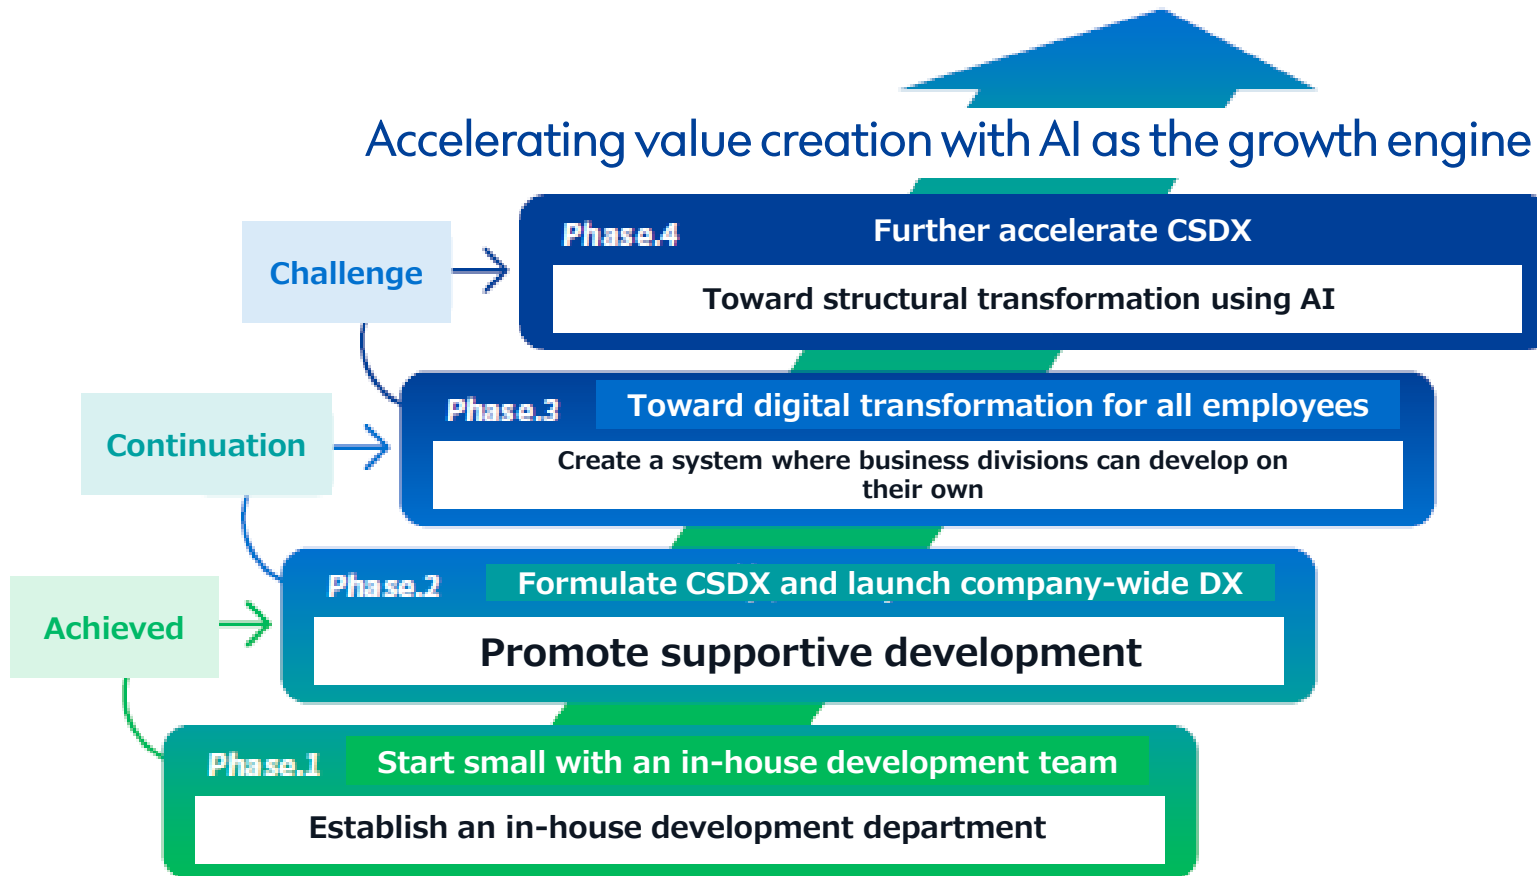 Accelerating value creation with AI as the growth engine
Phase.4
Further accelerate CSDX
Challenge
Toward structural transformation using AI
Phase.3
Toward digital transformation for all employees
Continuation
Create a system where business divisions can develop on
their own
Phase.2
Formulate CSDX and launch company-wide DX
Achieved
Promote supportive development
Phase.1
Start small with an in-house development team
Establish an in-house development department